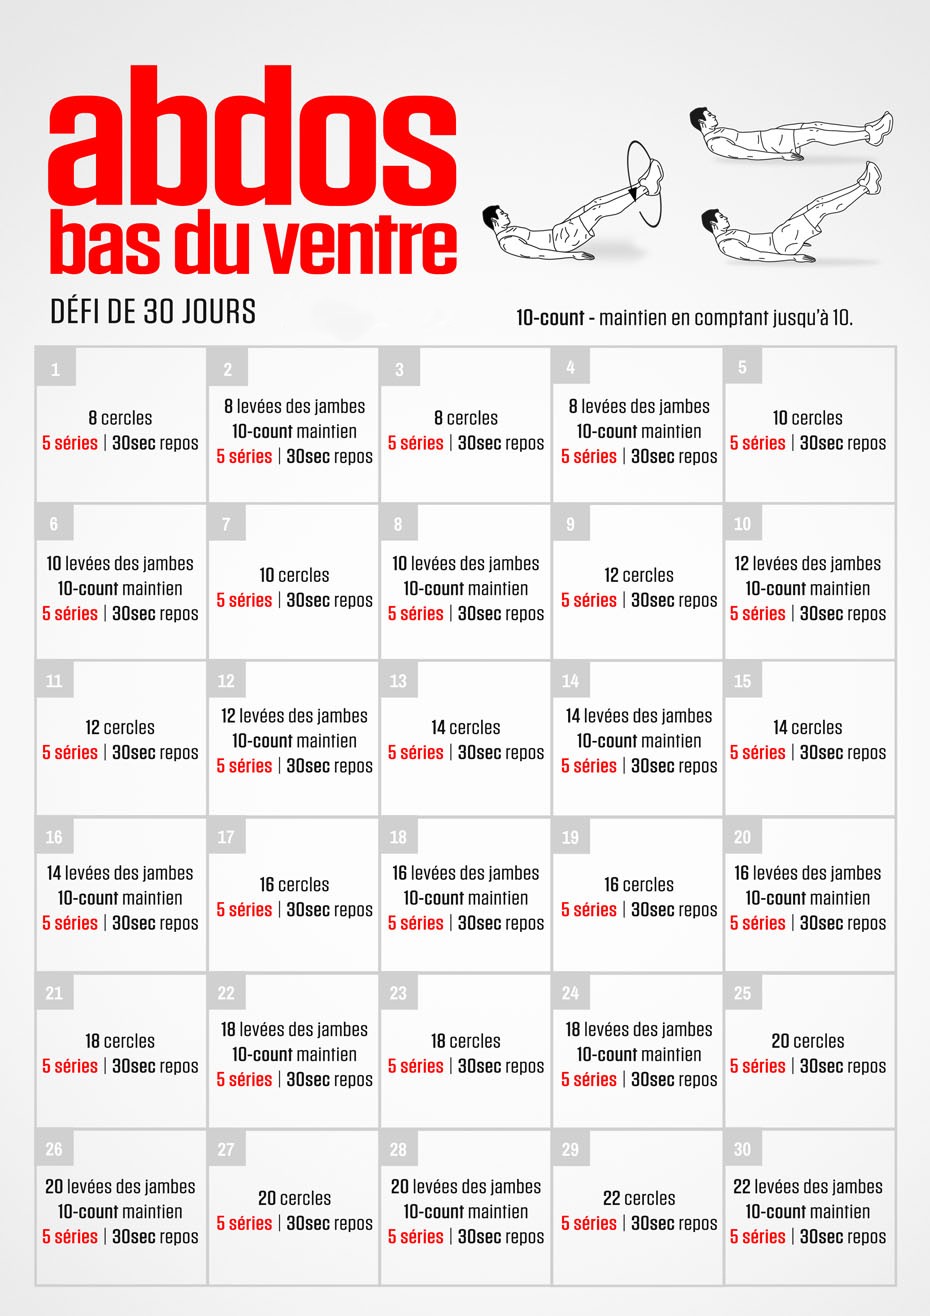 abdos
bas du ventre
DÉFI DE 30 JOURS
10-count - maintien en comptant jusqu'à 10.
1
8 cercles
5 séries | 30sec repos
2
8 levées des jambes
10-count maintien
5 séries | 30sec repos
3
8 cercles
5 séries | 30sec repos
4
8 levées des jambes
10-count maintien
5 séries | 30sec repos
5
10 cercles
5 séries | 30sec repos
6
10 levées des jambes
10-count maintien
5 séries | 30sec repos
7
10 cercles
5 séries | 30sec repos
8
10 levées des jambes
10-count maintien
5 séries | 30sec repos
9
12 cercles
5 séries | 30sec repos
10
12 levées des jambes
10-count maintien
5 séries | 30sec repos
11
12 cercles
5 séries | 30sec repos
12
12 levées des jambes
10-count maintien
5 séries | 30sec repos
13
14 cercles
5 séries | 30sec repos
14
14 levées des jambes
10-count maintien
5 séries | 30sec repos
15
14 cercles
5 séries | 30sec repos
16
14 levées des jambes
10-count maintien
5 séries | 30sec repos
17
16 cercles
5 séries | 30sec repos
18
16 levées des jambes
10-count maintien
5 séries | 30sec repos
19
16 cercles
5 séries | 30sec repos
20
16 levées des jambes
10-count maintien
5 séries | 30sec repos
21
18 cercles
5 séries | 30sec repos
22
18 levées des jambes
10-count maintien
5 séries | 30sec repos
23
18 cercles
5 séries | 30sec repos
24
18 levées des jambes
10-count maintien
5 séries | 30sec repos
25
20 cercles
5 séries | 30sec repos
26
20 levées des jambes
10-count maintien
5 séries | 30sec repos
27
20 cercles
5 séries | 30sec repos
28
20 levées des jambes
10-count maintien
5 séries | 30sec repos
29
22 cercles
5 séries | 30sec repos
30
22 levées des jambes
10-count maintien
5 séries | 30sec repos